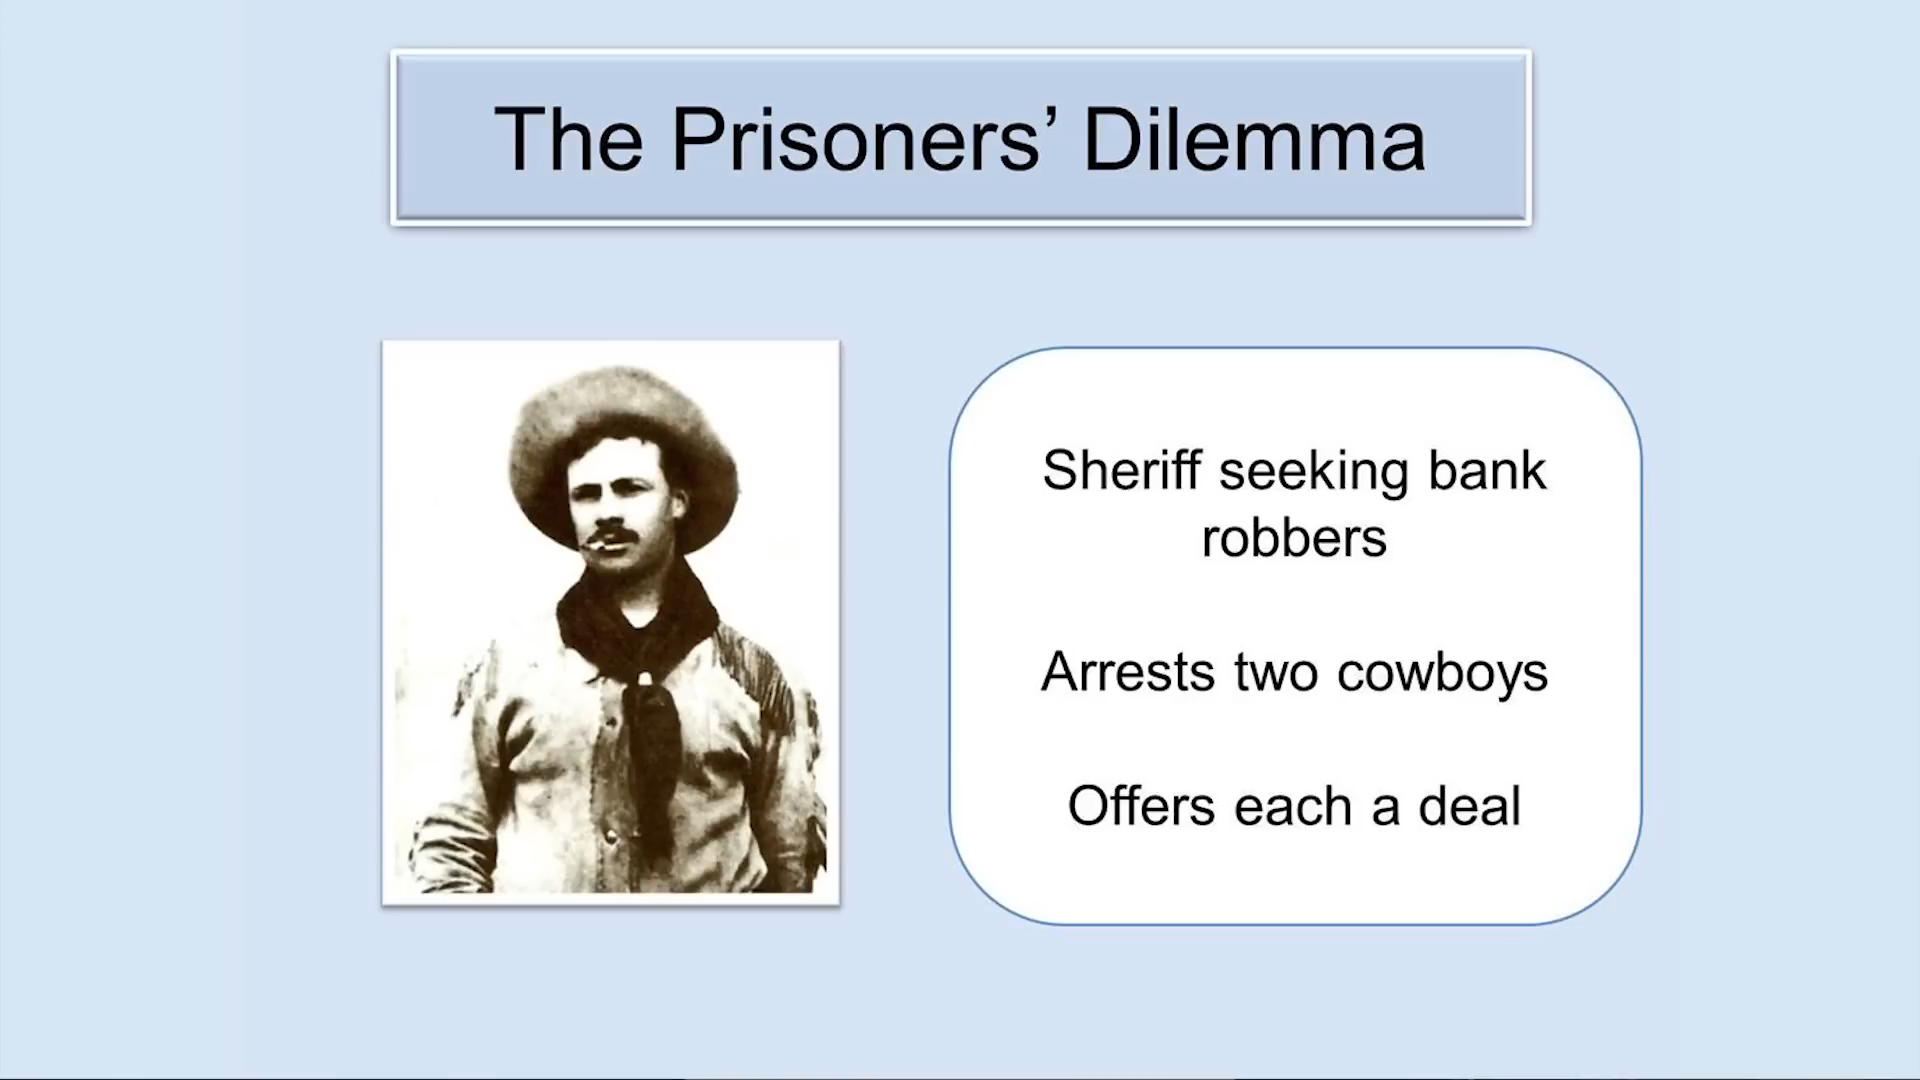 The Prisoners’ Dilemma
Sheriff seeking bank
robbers
Arrests two cowboys
Offers each a deal